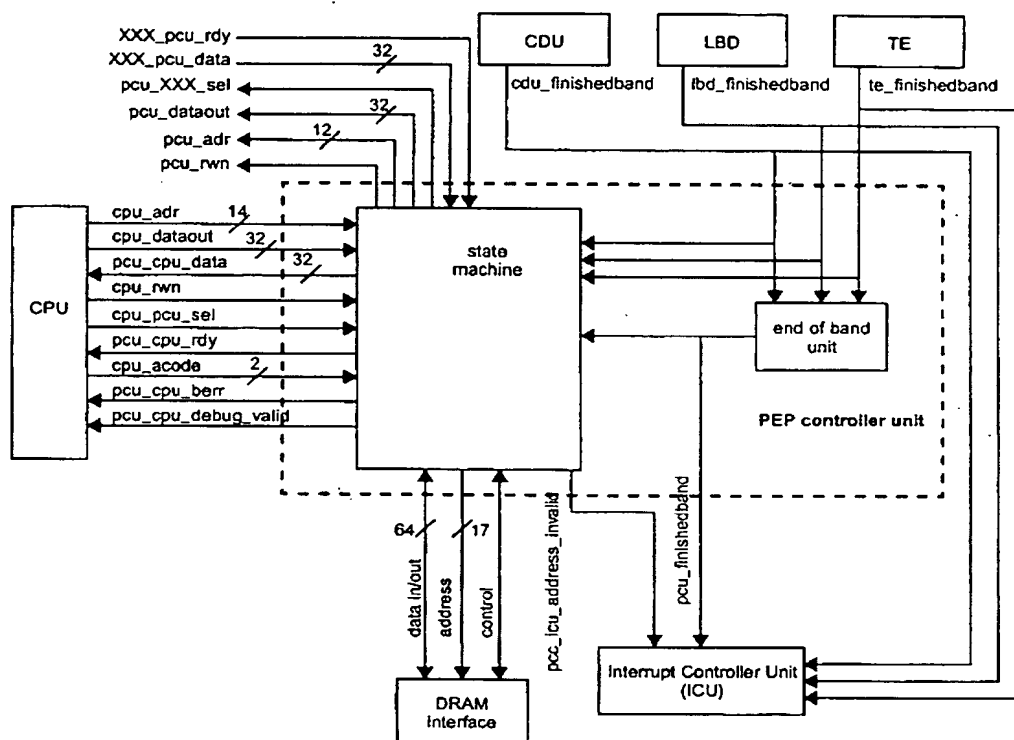 XXX_pcu_rdy
XXX_pcu_data
32
pcu_XXX_sel
pcu_dataout
32
pcu_adr
12
pcu_rwn
CDU
LBD
TE
cdu_finishedband
lbd_finishedband
te_finishedband
CPU
cpu_adr
14
cpu_dataout
32
pcu_cpu_data
32
cpu_rwn
cpu_pcu_sel
pcu_cpu_rdy
cpu_acode
2
pcu_cpu_berr
pcu_cpu_debug_valid
state
machine
end of band
unit
PEP controller unit
64
17
data in/out
address
control
pcc_icu_address_invalid
pcu_finishedband
DRAM
Interface
Interrupt Controller Unit
(ICU)